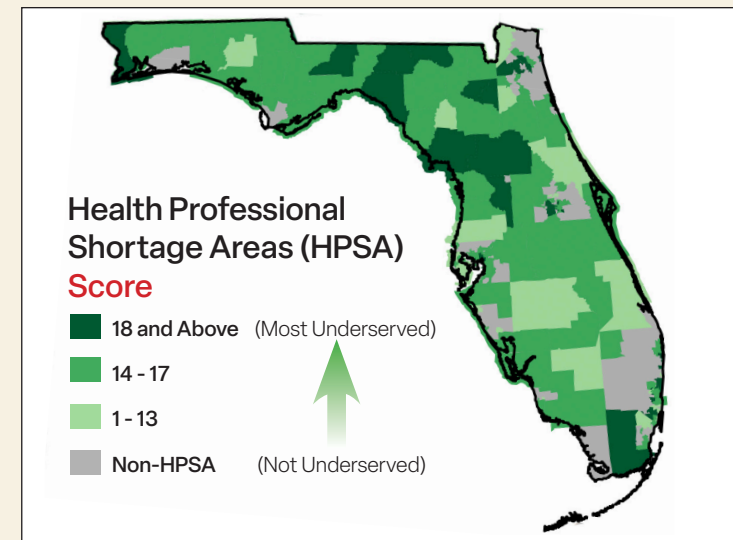 Health Professional
Shortage Areas (HPSA)
Score
18 and Above (Most Underserved)
14 - 17
1 - 13
Non-HPSA (Not Underserved)